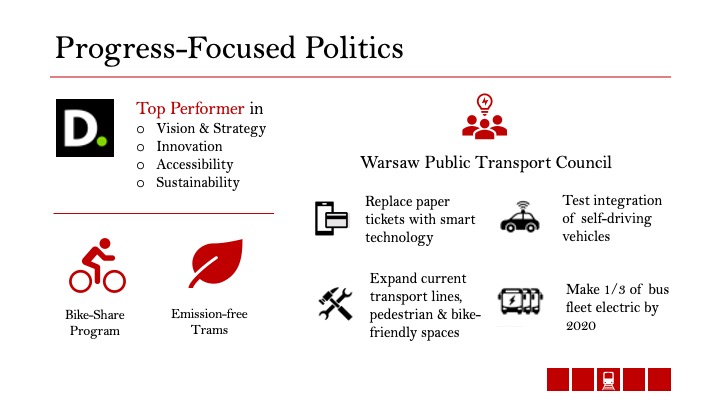 Progress-Focused Politics
D.
Top Performer in
o Vision & Strategy
o Innovation
o Accessibility
o Sustainability
Bike-Share
Program
Emission-free
Trams
Warsaw Public Transport Council
Replace paper
tickets with smart
technology
Test integration
of self-driving
vehicles
Expand current
transport lines,
pedestrian & bike-
friendly spaces
Make 1/3 of bus
fleet electric by
2020